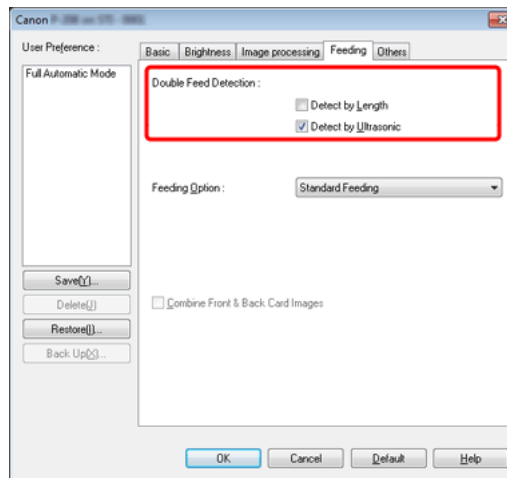 Canon
User Preference :
Full Automatic Mode
Save(Y)...
Delete(J)
Restore(I)...
Back Up(X)...
Basic Brightness Image processing Feeding Others
Double Feed Detection :
Detect by Length
Detect by Ultrasonic
Feeding Option :
Standard Feeding
Combine Front & Back Card Images
OK Cancel Default Help